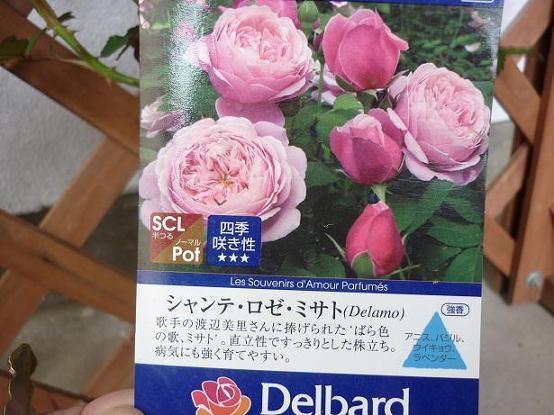 SCL
半つる
ノーマル
Pot
四季
咲き性
★★★
Les Souvenirs d'Amour Parfumés
シャンテ・ロゼ・ミサト(Delamo)
歌手の渡辺美里さんに捧げられた‘ばら色
の歌、ミサト’。直立性ですっきりとした株立ち。
病気にも強く育てやすい。
強香
アニス、バジル、
ウイキョウ、
ラベンダー
Delbard